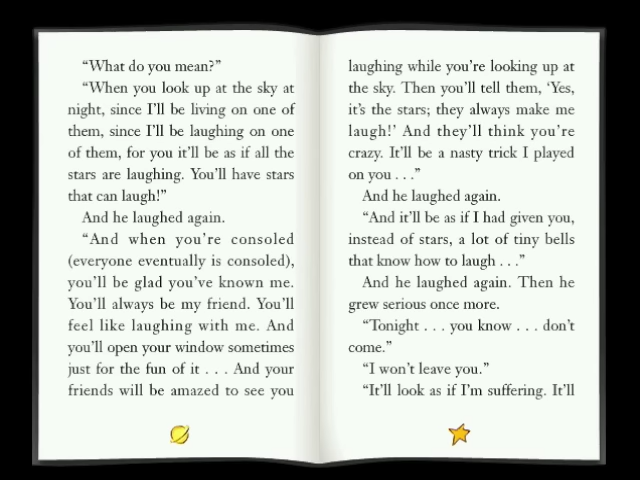 “What do you mean?”
“When you look up at the sky at
night, since I’ll be living on one of
them, since I’ll be laughing on one
of them, for you it’ll be as if all the
stars are laughing. You’ll have stars
that can laugh!”
And he laughed again.
“And when you’re consoled
(everyone eventually is consoled),
you’ll be glad you’ve known me.
You’ll always be my friend. You’ll
feel like laughing with me. And
you’ll open your window sometimes
just for the fun of it . . . And your
friends will be amazed to see you
laughing while you’re looking up at
the sky. Then you’ll tell them, ‘Yes,
it’s the stars; they always make me
laugh!’ And they’ll think you’re
crazy. It’ll be a nasty trick I played
on you . . .”
And he laughed again.
“And it’ll be as if I had given you,
instead of stars, a lot of tiny bells
that know how to laugh . . .”
And he laughed again. Then he
grew serious once more.
“Tonight . . . you know . . . don’t
come.”
“I won’t leave you.”
“It’ll look as if I’m suffering. It’ll